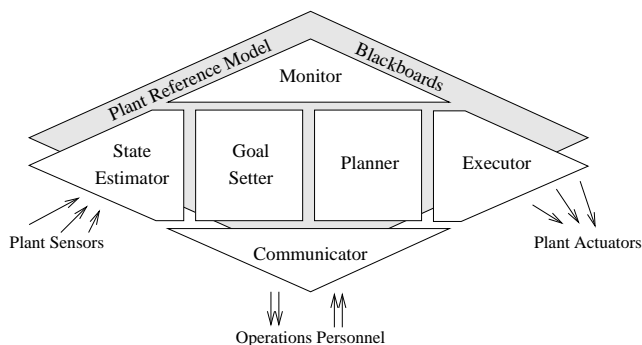 Plant Reference Model
Blackboards
Monitor
State
Estimator
Goal
Setter
Planner
Executor
Plant Sensors
Communicator
Plant Actuators
Operations Personnel